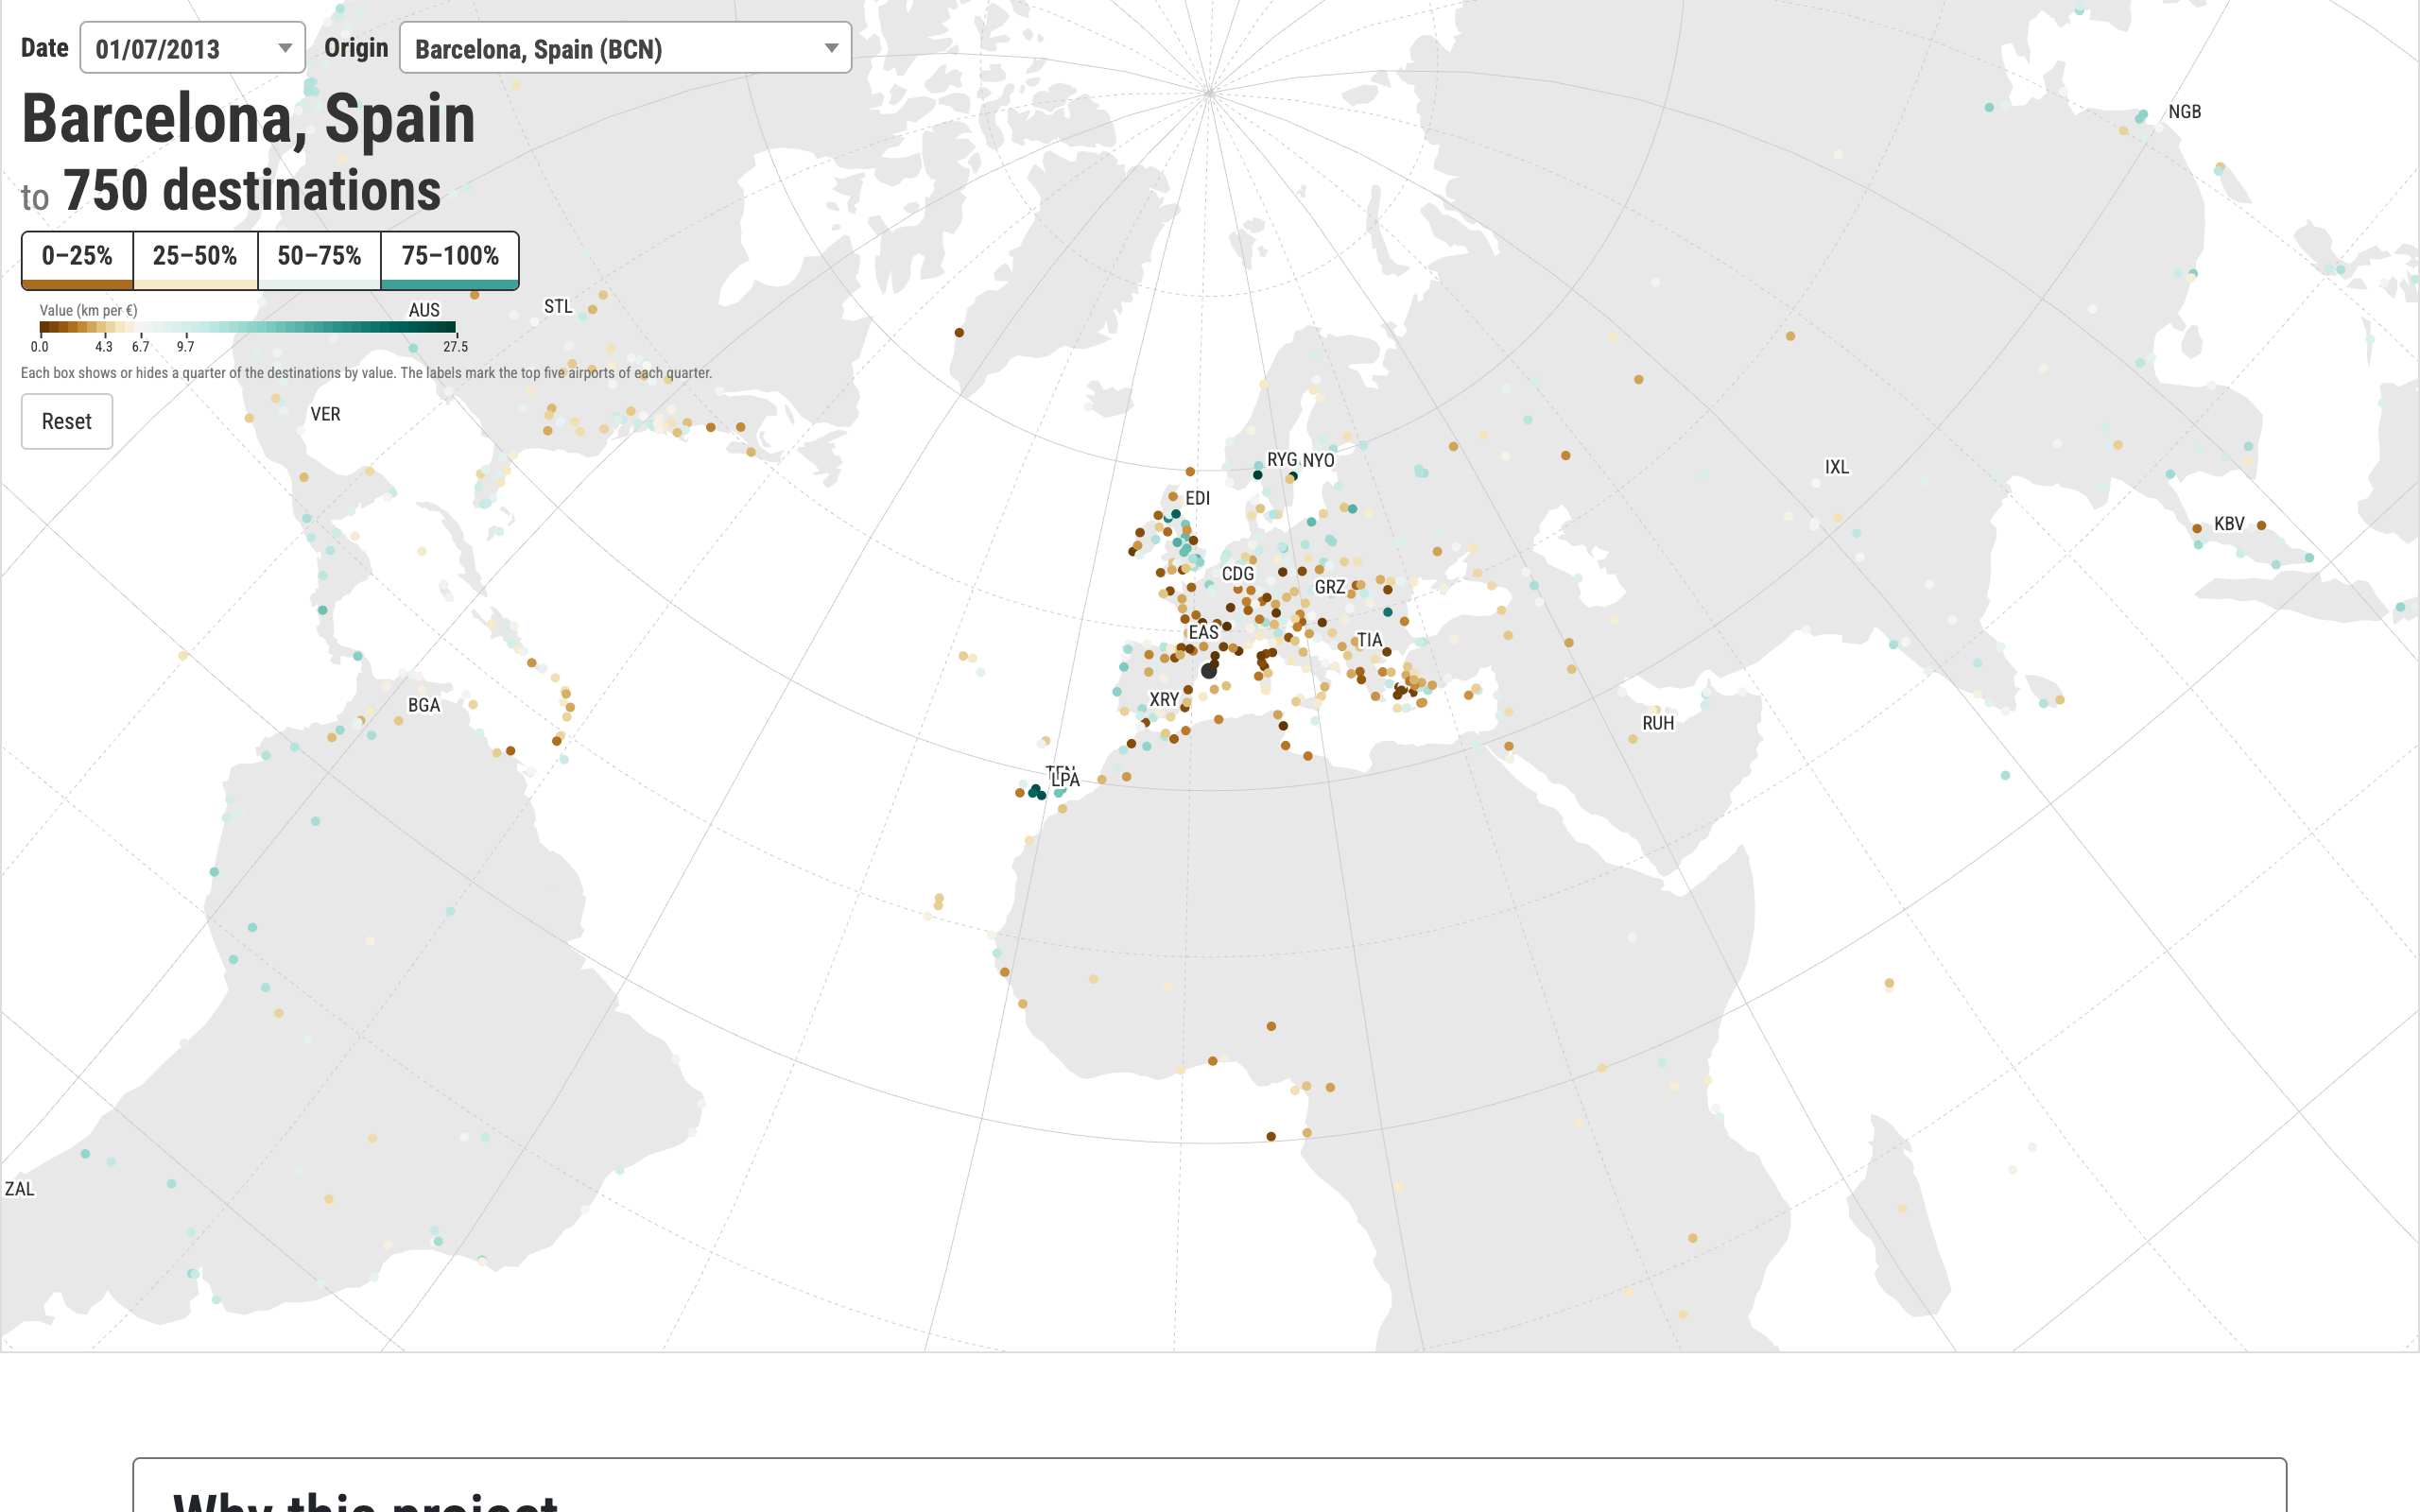 Date 01/07/2013 Origin Barcelona, Spain (BCN)
Barcelona, Spain
to 750 destinations
0–25% 25–50% 50–75% 75–100%
Value (km per €)
0.0 4.3 6.7 9.7 27.5
Each box shows or hides a quarter of the destinations by value. The labels mark the top five airports of each quarter.
Reset
NGB
AUS
STL
VER
RYG
NYO
IXL
EDI
KBV
CDG
GRZ
EAS
TIA
XRY
BGA
RUH
LPA
ZAL
Why this project